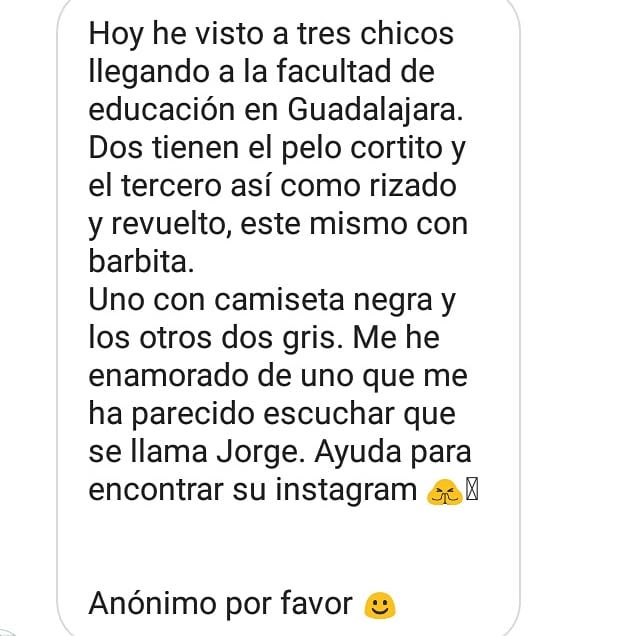 Hoy he visto a tres chicos
llegando a la facultad de
educación en Guadalajara.
Dos tienen el pelo cortito y
el tercero así como rizado
y revuelto, este mismo con
barbita.
Uno con camiseta negra y
los otros dos gris. Me he
enamorado de uno que me
ha parecido escuchar que
se llama Jorge. Ayuda para
encontrar su instagram
Anónimo por favor